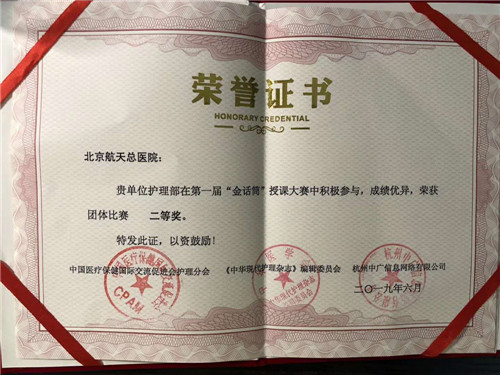 荣誉证书
HONORARY CREDENTIAL
北京航天总医院：
贵单位护理部在第一届“金话筒”授课大赛中积极参与，成绩优异，荣获
团体比赛 二等奖。
特发此证，以资鼓励！
中国医疗保健国际交流促进会护理分会 《中华现代护理杂志》编辑委员会 杭州中广信息网络有限公司
CPAM
二〇一九年六月